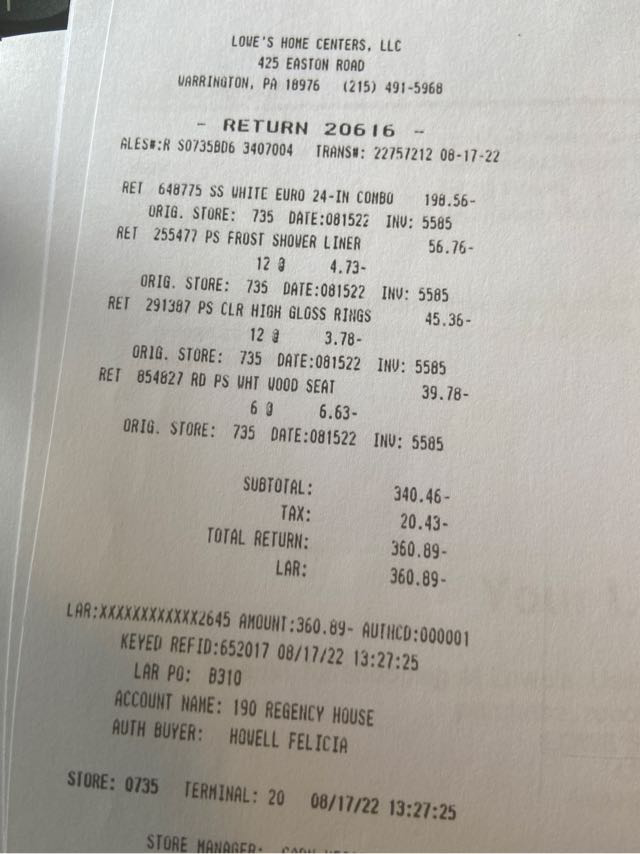 LOWE'S HOME CENTERS, LLC
425 EASTON ROAD
WARRINGTON, PA 18976 (215) 491-5968
- RETURN 20616 -
ALES#:R S0735BD6 3407004 TRANS#: 22757212 08-17-22
RET 648775 SS WHITE EURO 24-IN COMBO 198.56-
ORIG. STORE: 735 DATE:081522 INV: 5585
RET 255477 PS FROST SHOWER LINER 56.76-
12 @ 4.73-
ORIG. STORE: 735 DATE:081522 INV: 5585
RET 291387 PS CLR HIGH GLOSS RINGS 45.36-
12 @ 3.78-
ORIG. STORE: 735 DATE:081522 INV: 5585
RET 854827 RD PS WHT WOOD SEAT 39.78-
6 @ 6.63-
ORIG. STORE: 735 DATE:081522 INV: 5585
SUBTOTAL: 340.46-
TAX: 20.43-
TOTAL RETURN: 360.89-
LAR: 360.89-
LAR:XXXXXXXXXXXX2645 AMOUNT:360.89- AUTHCD:000001
KEYED REFID:652017 08/17/22 13:27:25
LAR PO: B310
ACCOUNT NAME: 190 REGENCY HOUSE
AUTH BUYER: HOWELL FELICIA
STORE: 0735 TERMINAL: 20 08/17/22 13:27:25
STORE MANAGER: